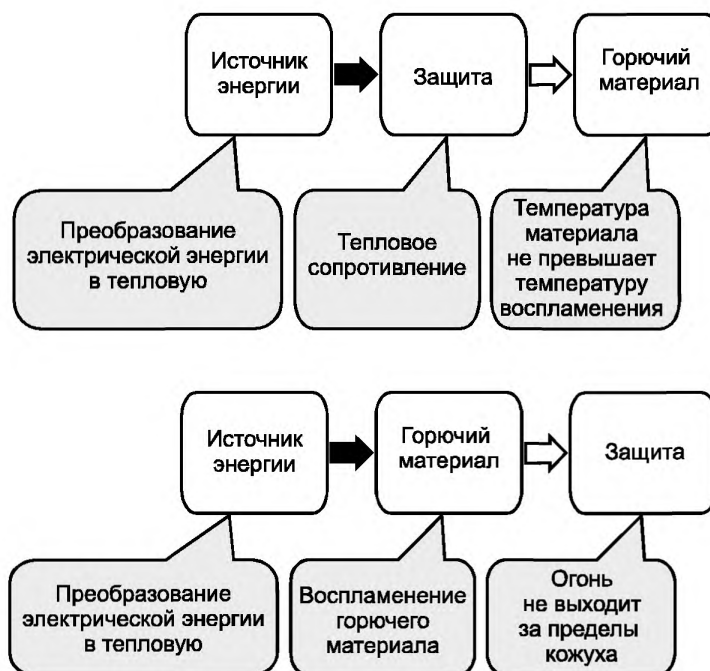 Источник
энергии
Защита
Горючий
материал
Преобразование
электрической энергии
в тепловую
Тепловое
сопротивление
Температура
материала
не превышает
температуру
воспламенения
Источник
энергии
Горючий
материал
Защита
Преобразование
электрической энергии
в тепловую
Воспламенение
горючего
материала
Огонь
не выходит
за пределы
кожуха